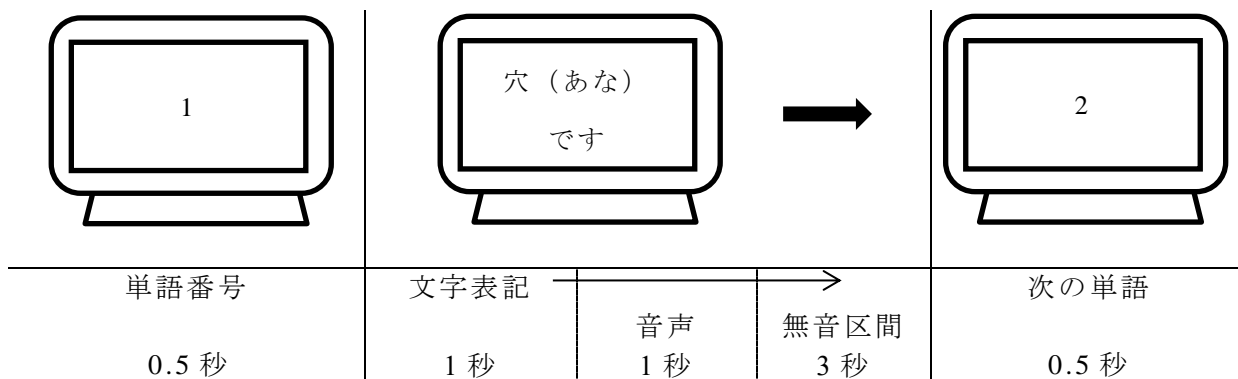 1
穴（あな）
です
2
単語番号
文字表記
次の単語
音声
無音区間
0.5 秒
1 秒
1 秒
3 秒
0.5 秒